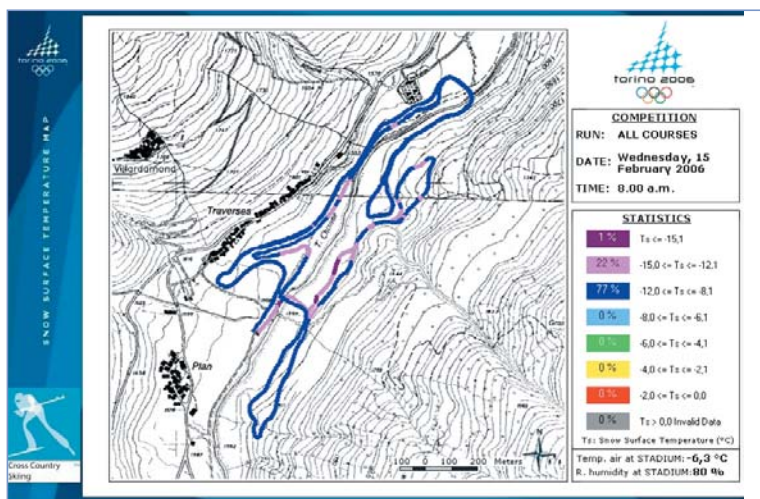 torino 2006
SNOW SURFACE TEMPERATURE MAP
Cross Country
Skiing
Villardamond
Traverses
Plan
T. Ch
N
100 0 100 200 Meters
torino 2006
COMPETITION
RUN: ALL COURSES
DATE: Wednesday, 15
February 2006
TIME: 8.00 a.m.
STATISTICS
1 % Ts <= -15,1
22 % -15,0 <= Ts <= -12,1
77 % -12,0 <= Ts <= -8,1
0 % -8,0 <= Ts <= -6,1
0 % -6,0 <= Ts <= -4,1
0 % -4,0 <= Ts <= -2,1
0 % -2,0 <= Ts <= 0,0
0 % Ts > 0,0 Invalid Data
Ts: Snow Surface Temperature (°C)
Temp. air at STADIUM: -6,3 °C
R. humidity at STADIUM: 80 %